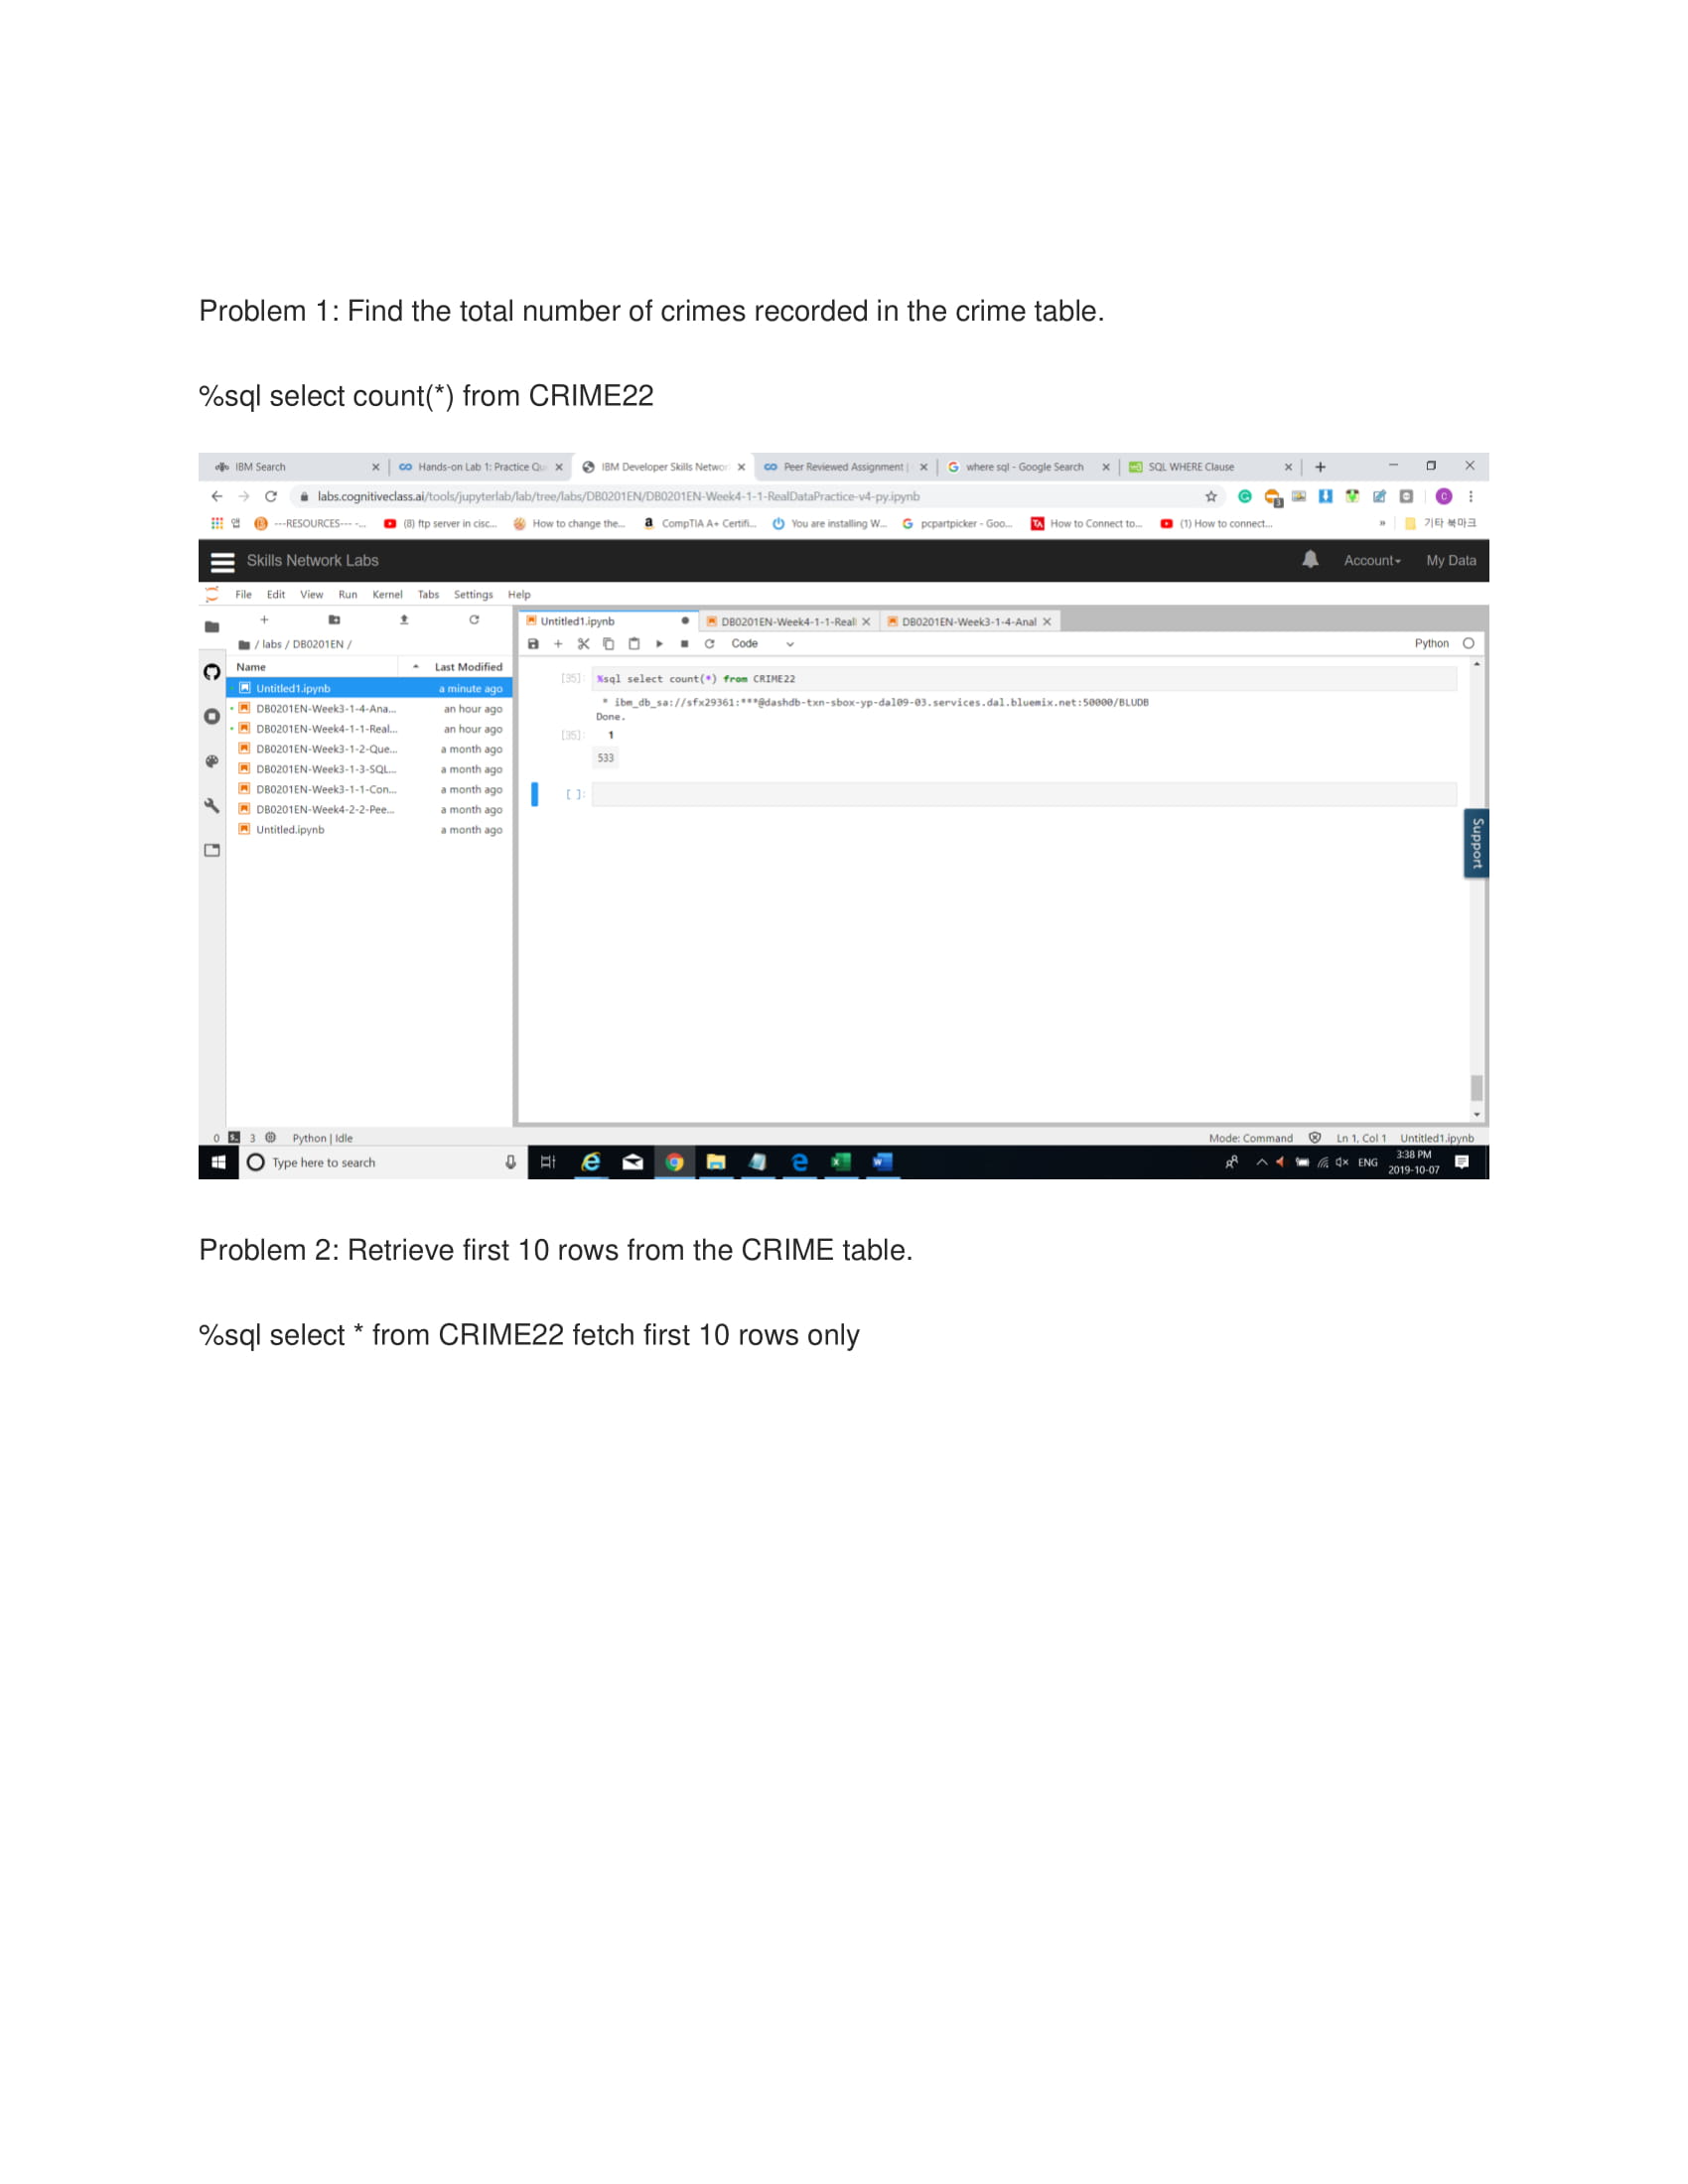 Problem 1: Find the total number of crimes recorded in the crime table.
%sql select count(*) from CRIME22
IBM Search
Hands-on Lab 1: Practice Qu
IBM Developer Skills Networ
Peer Reviewed Assignment |
where sql - Google Search
SQL WHERE Clause
labs.cognitiveclass.ai/tools/jupyterlab/lab/tree/labs/DB0201EN/DB0201EN-Week4-1-1-RealDataPractice-v4-py.ipynb
앱 ---RESOURCES--- -... (8) ftp server in cisc... How to change the... CompTIA A+ Certifi... You are installing W... pcpartpicker - Goo... How to Connect to... (1) How to connect... » 기타 북마크
Skills Network Labs Account My Data
File Edit View Run Kernel Tabs Settings Help
Untitled1.ipynb DB0201EN-Week4-1-1-Real DB0201EN-Week3-1-4-Anal
/ labs / DB0201EN /
Code Python
Name Last Modified
Untitled1.ipynb a minute ago
DB0201EN-Week3-1-4-Ana... an hour ago
DB0201EN-Week4-1-1-Real... an hour ago
DB0201EN-Week3-1-2-Que... a month ago
DB0201EN-Week3-1-3-SQL... a month ago
DB0201EN-Week3-1-1-Con... a month ago
DB0201EN-Week4-2-2-Pee... a month ago
Untitled.ipynb a month ago
[35]: %sql select count(*) from CRIME22
* ibm_db_sa://sfx29361:***@dashdb-txn-sbox-yp-dal09-03.services.dal.bluemix.net:50000/BLUDB
Done.
[35]: 1
533
[ ]:
Support
0 3 Python | Idle Mode: Command Ln 1, Col 1 Untitled1.ipynb
Type here to search ENG 3:38 PM
2019-10-07
Problem 2: Retrieve first 10 rows from the CRIME table.
%sql select * from CRIME22 fetch first 10 rows only